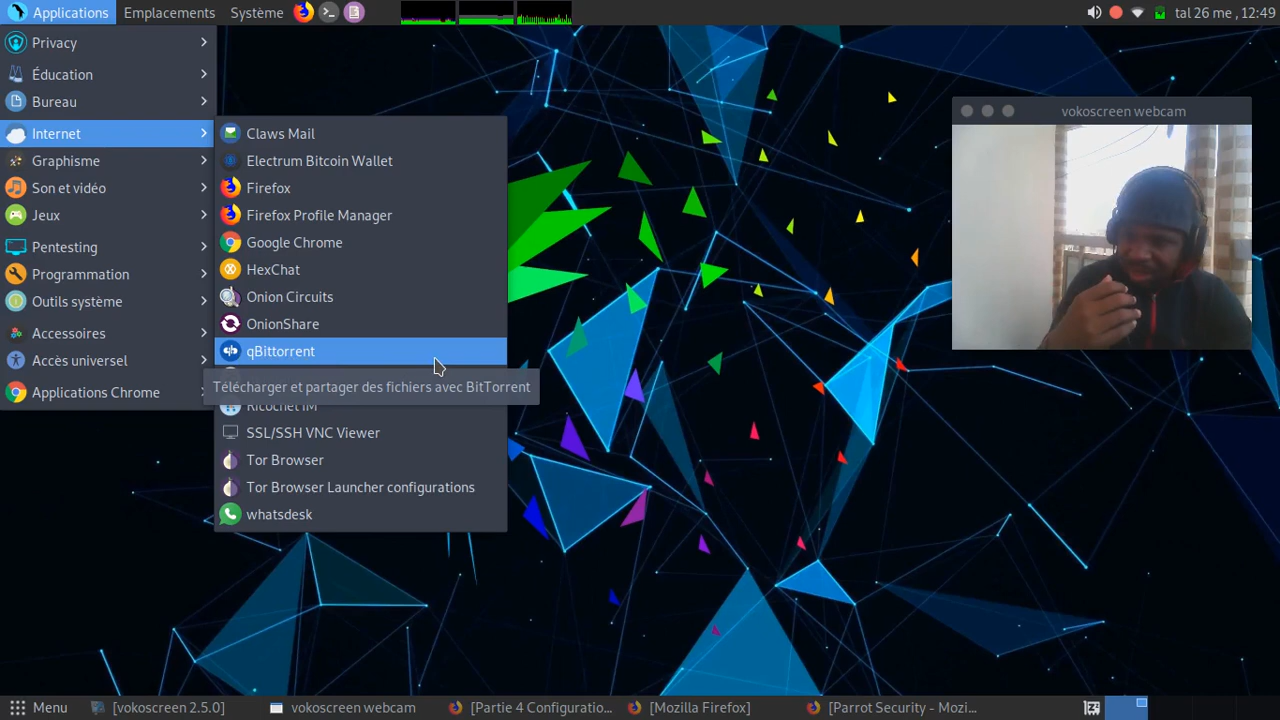 Applications Emplacements Système tal 26 me , 12:49
Privacy
Éducation
Bureau
Internet
Graphisme
Son et vidéo
Jeux
Pentesting
Programmation
Outils système
Accessoires
Accès universel
Applications Chrome
Claws Mail
Electrum Bitcoin Wallet
Firefox
Firefox Profile Manager
Google Chrome
HexChat
Onion Circuits
OnionShare
qBittorrent
Télécharger et partager des fichiers avec BitTorrent
Ricochet IM
SSL/SSH VNC Viewer
Tor Browser
Tor Browser Launcher configurations
whatsdesk
vokoscreen webcam
Menu [vokoscreen 2.5.0] vokoscreen webcam [Partie 4 Configuratio... [Mozilla Firefox] [Parrot Security - Mozi...